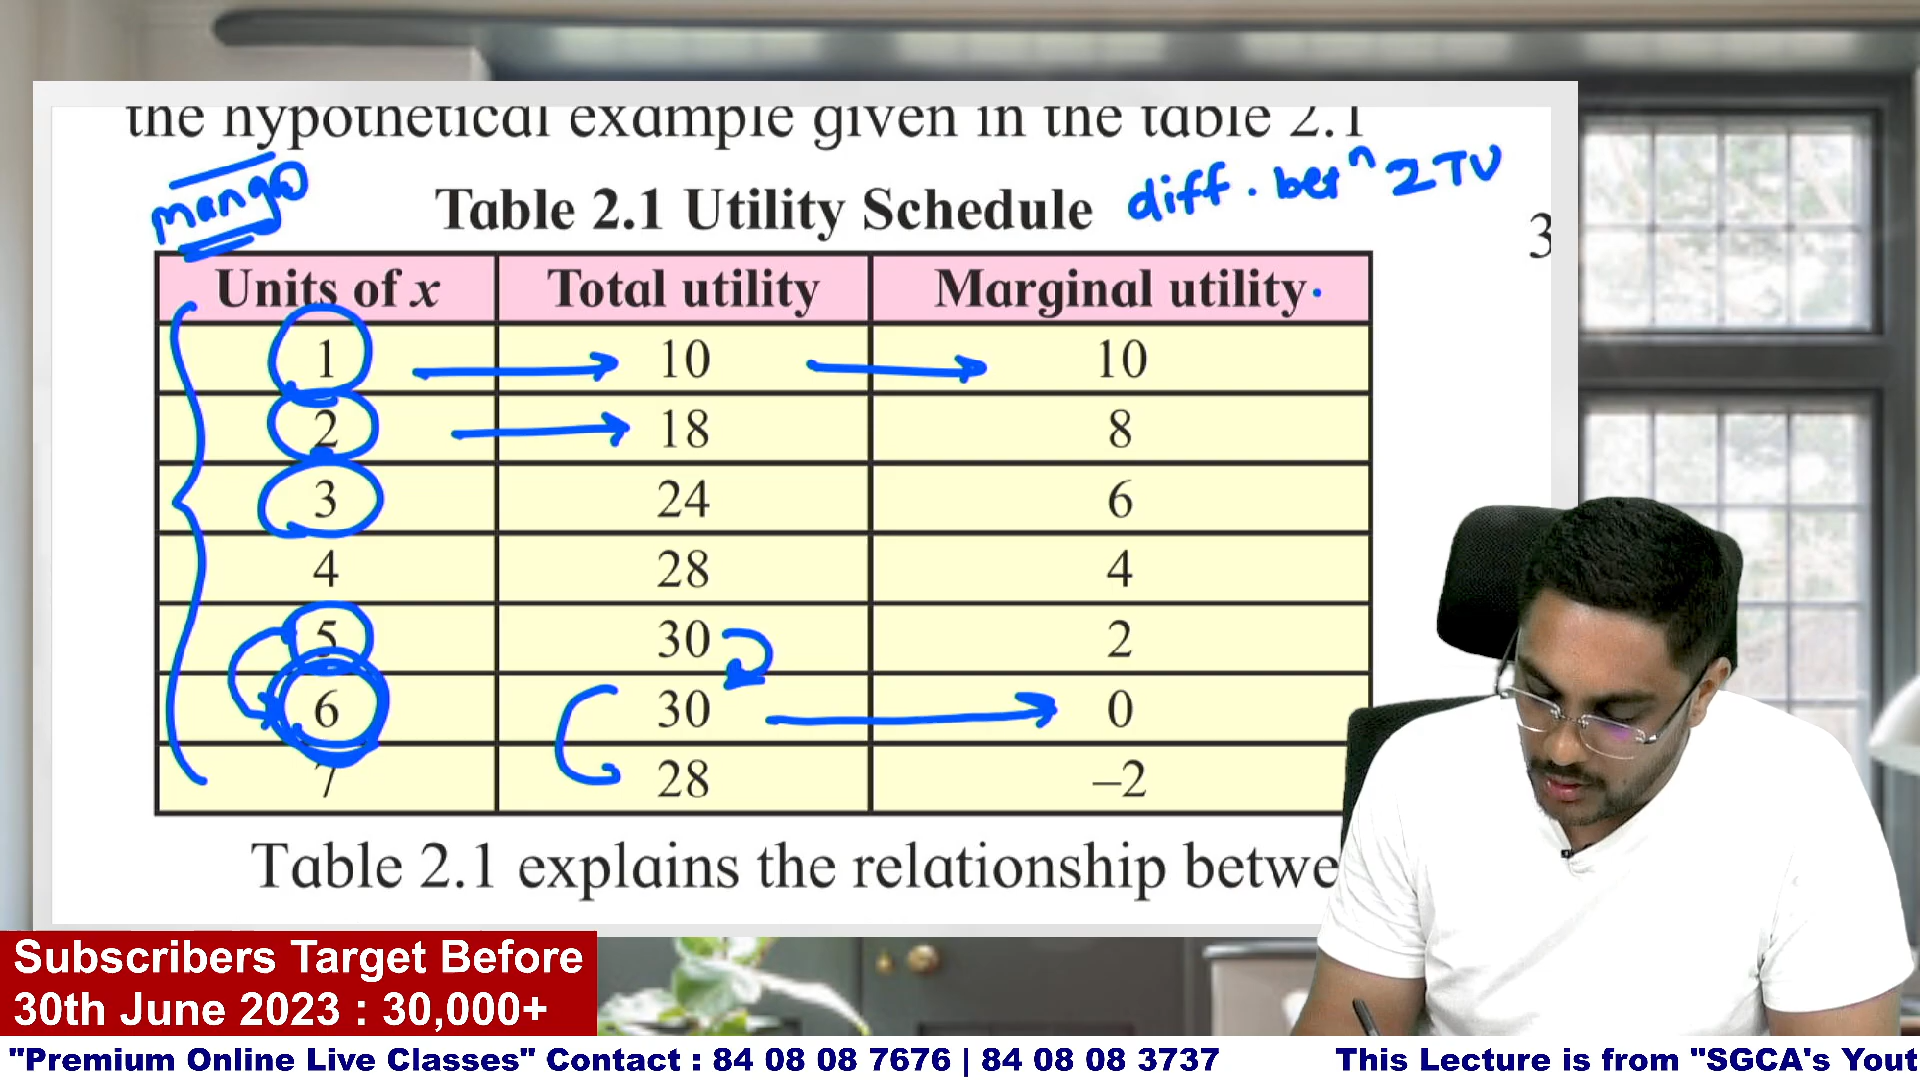 the hypothetical example given in the table 2.1
mango
Table 2.1 Utility Schedule
diff. betn 2TU
3
Units of x Total utility Marginal utility
1 10 10
2 18 8
3 24 6
4 28 4
5 30 2
6 30 0
7 28 –2
Table 2.1 explains the relationship betwe
Subscribers Target Before
30th June 2023 : 30,000+
"Premium Online Live Classes" Contact : 84 08 08 7676 | 84 08 08 3737
This Lecture is from "SGCA's Yout